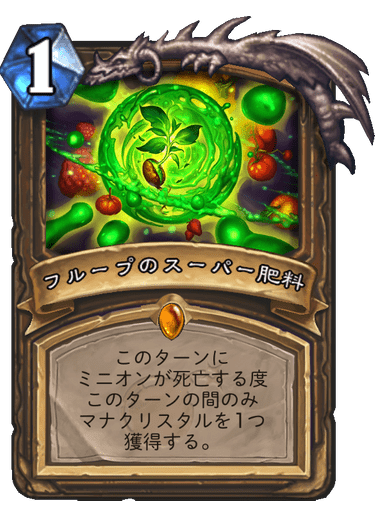 1
フループのスーパー肥料
このターンに
ミニオンが死亡する度
このターンの間のみ
マナクリスタルを1つ
獲得する。